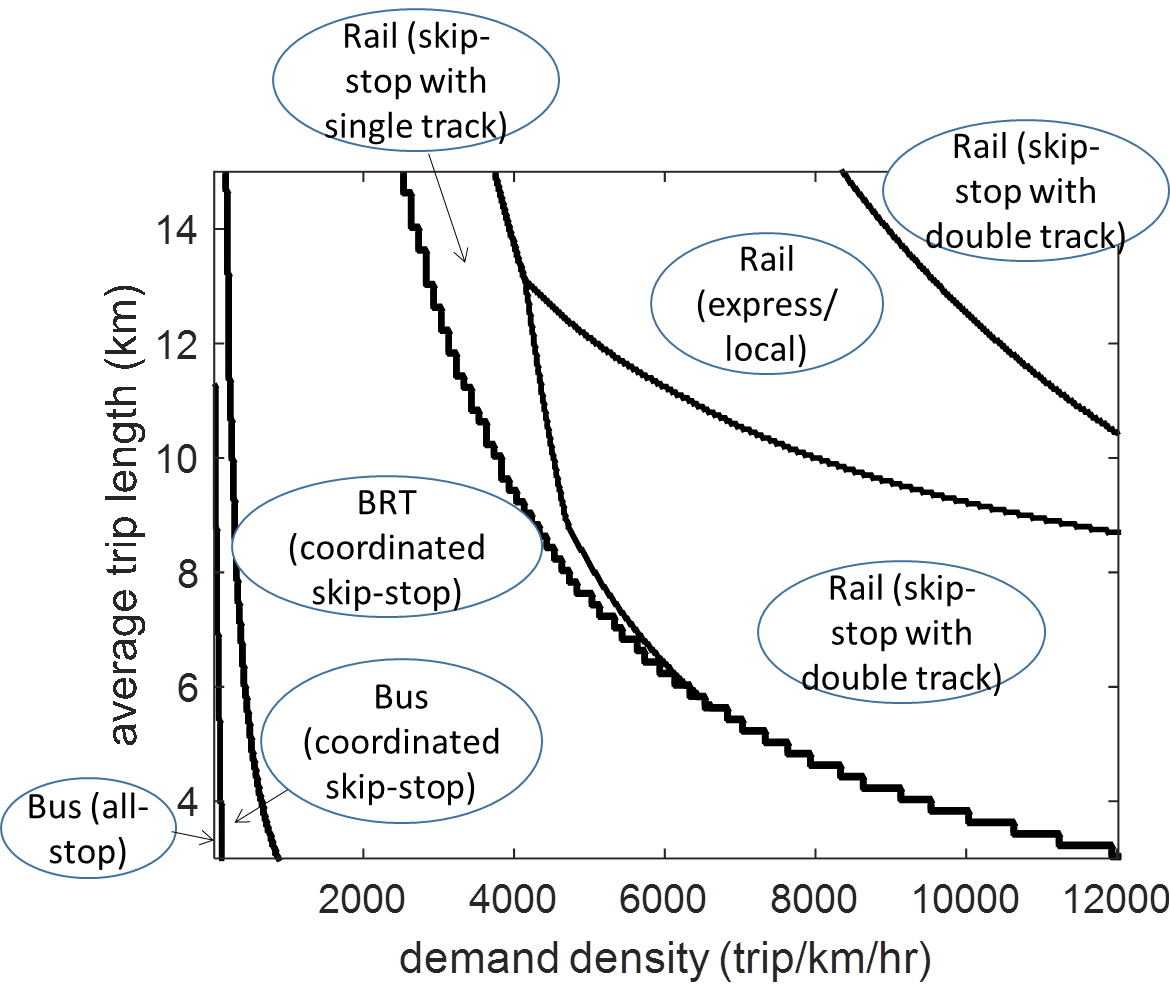 Rail (skip-
stop with
single track)
Rail (skip-
stop with
double track)
Rail
(express/
local)
BRT
(coordinated
skip-stop)
Rail (skip-
stop with
double track)
Bus
(coordinated
skip-stop)
Bus (all-
stop)
14
12
10
8
6
4
average trip length (km)
2000
4000
6000
8000
10000
12000
demand density (trip/km/hr)